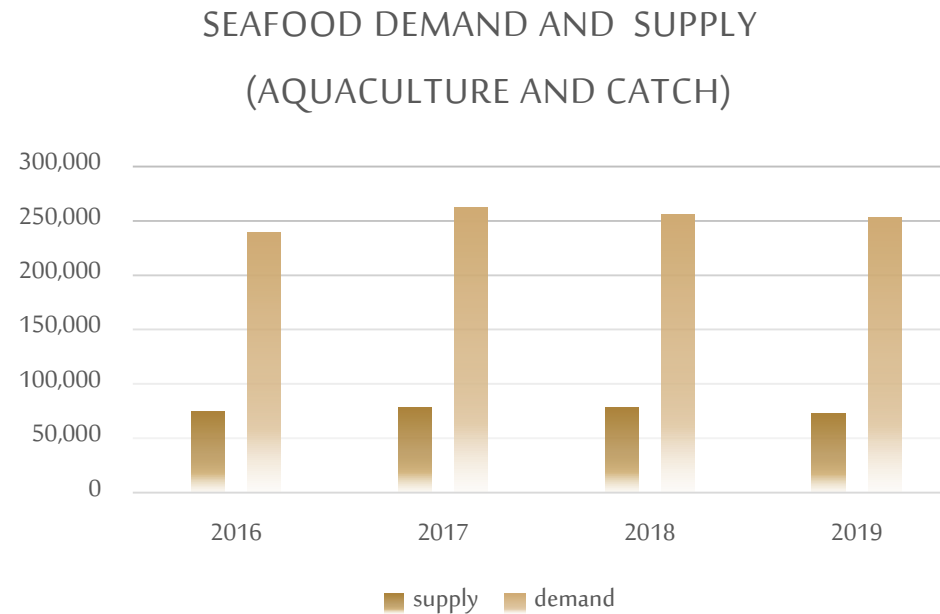 SEAFOOD DEMAND AND SUPPLY
(AQUACULTURE AND CATCH)
300,000
250,000
200,000
150,000
100,000
50,000
0
2016 2017 2018 2019
supply demand